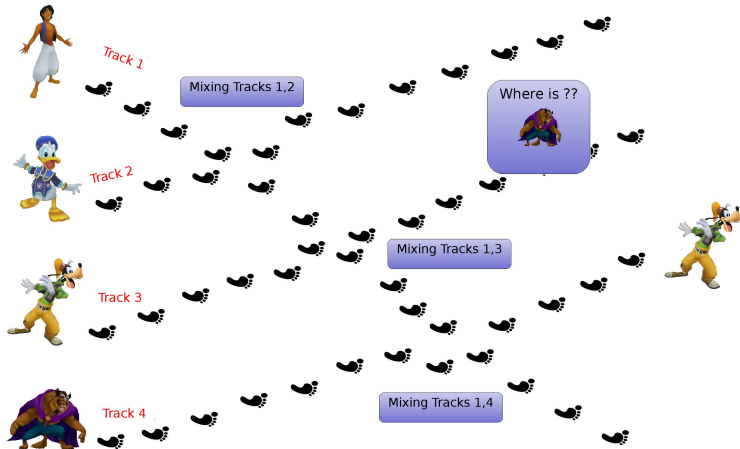 Track 1
Mixing Tracks 1,2
Where is ??
Track 2
Mixing Tracks 1,3
Track 3
Mixing Tracks 1,4
Track 4